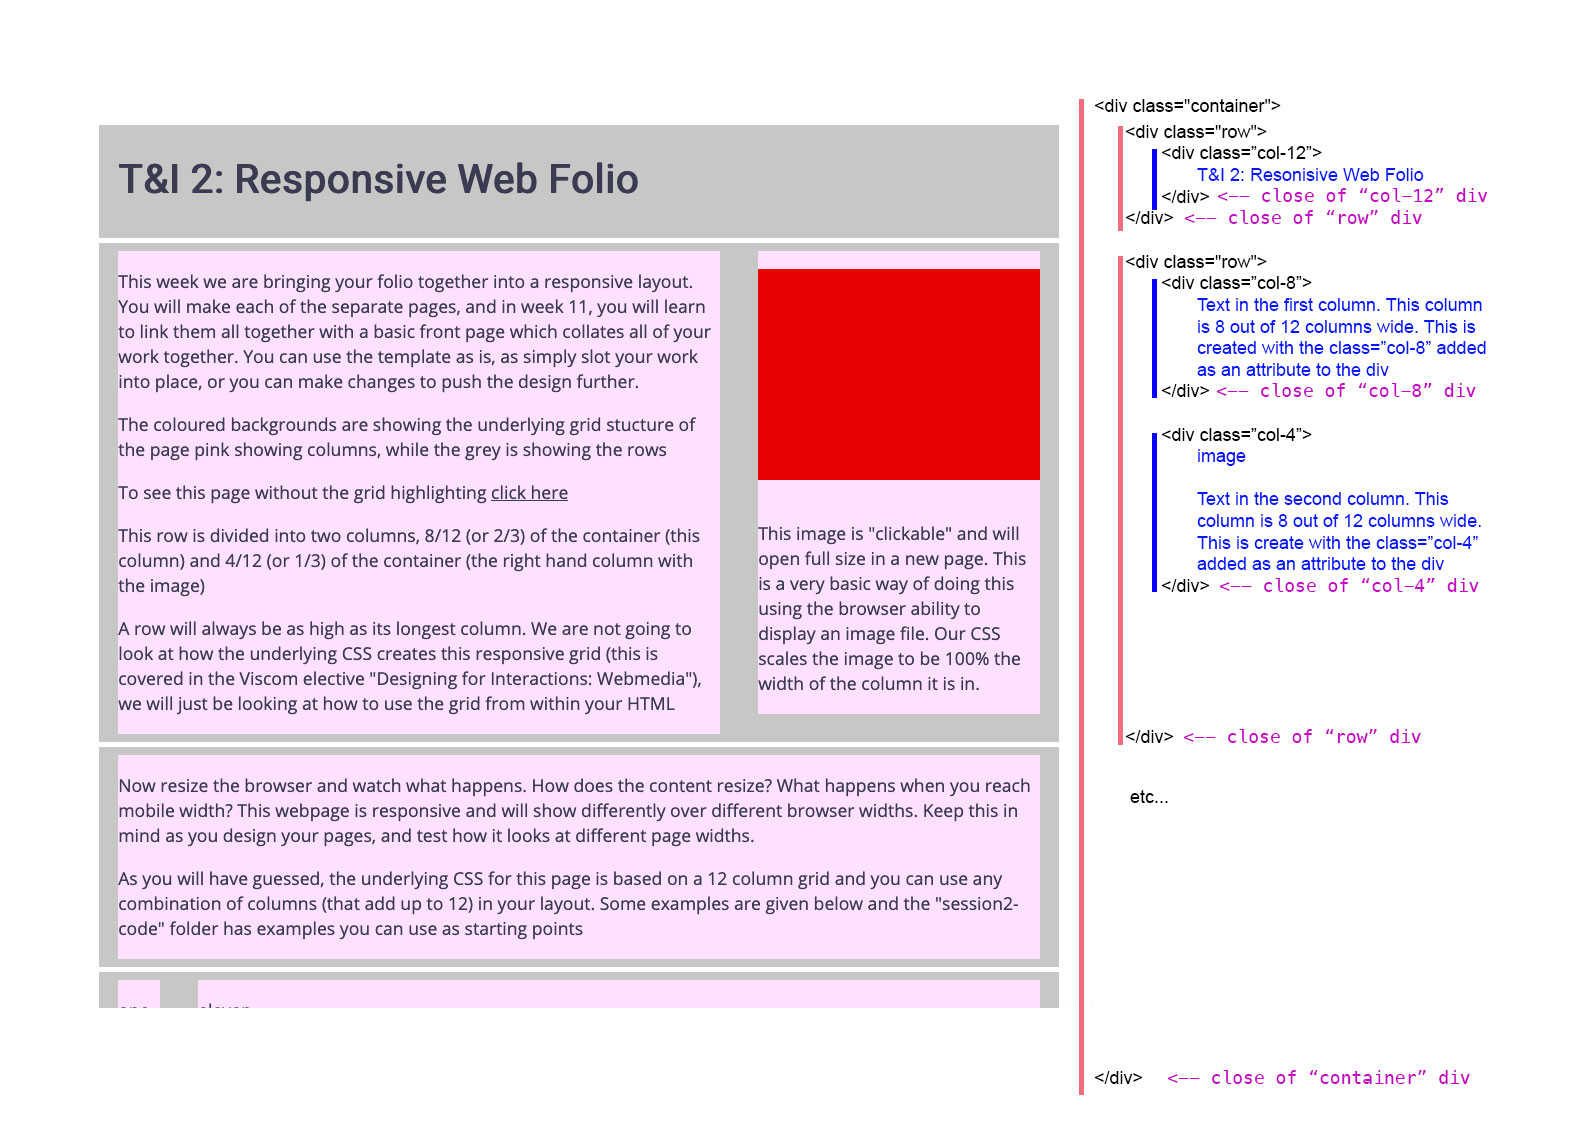 T&I 2: Responsive Web Folio
This week we are bringing your folio together into a responsive layout.
You will make each of the separate pages, and in week 11, you will learn
to link them all together with a basic front page which collates all of your
work together. You can use the template as is, as simply slot your work
into place, or you can make changes to push the design further.
The coloured backgrounds are showing the underlying grid stucture of
the page pink showing columns, while the grey is showing the rows
To see this page without the grid highlighting click here
This row is divided into two columns, 8/12 (or 2/3) of the container (this
column) and 4/12 (or 1/3) of the container (the right hand column with
the image)
A row will always be as high as its longest column. We are not going to
look at how the underlying CSS creates this responsive grid (this is
covered in the Viscom elective "Designing for Interactions: Webmedia"),
we will just be looking at how to use the grid from within your HTML
This image is "clickable" and will
open full size in a new page. This
is a very basic way of doing this
using the browser ability to
display an image file. Our CSS
scales the image to be 100% the
width of the column it is in.
Now resize the browser and watch what happens. How does the content resize? What happens when you reach
mobile width? This webpage is responsive and will show differently over different browser widths. Keep this in
mind as you design your pages, and test how it looks at different page widths.
As you will have guessed, the underlying CSS for this page is based on a 12 column grid and you can use any
combination of columns (that add up to 12) in your layout. Some examples are given below and the "session2-
code" folder has examples you can use as starting points
<div class="container">
<div class="row">
<div class=”col-12”>
T&I 2: Resonisive Web Folio
</div> <–– close of “col–12” div
</div> <–– close of “row” div
<div class="row">
<div class=”col-8”>
Text in the first column. This column
is 8 out of 12 columns wide. This is
created with the class=”col-8” added
as an attribute to the div
</div> <–– close of “col–8” div
<div class=”col-4”>
image
Text in the second column. This
column is 8 out of 12 columns wide.
This is create with the class=”col-4”
added as an attribute to the div
</div> <–– close of “col–4” div
</div> <–– close of “row” div
etc...
</div> <–– close of “container” div